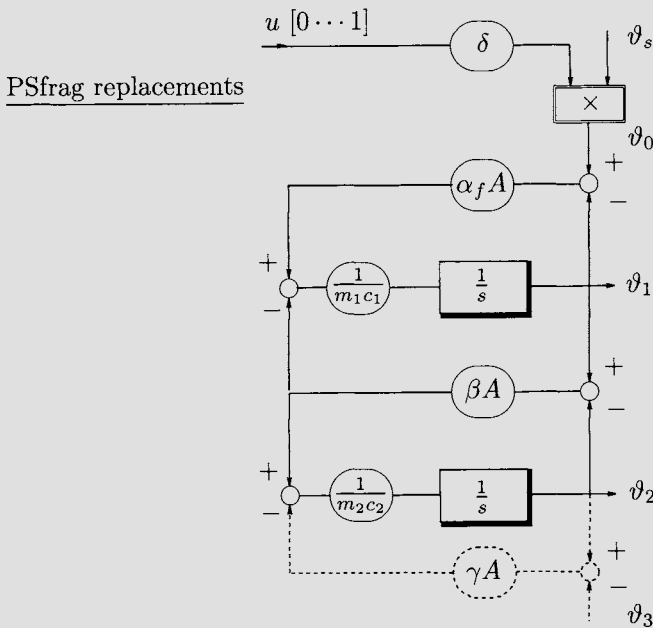 u [0 ⋯ 1]
δ
ϑ_s
PSfrag replacements
×
ϑ_0
+
α_f A
−
+
1/(m_1 c_1)
1/s
ϑ_1
−
+
βA
−
+
1/(m_2 c_2)
1/s
ϑ_2
−
+
γA
−
ϑ_3